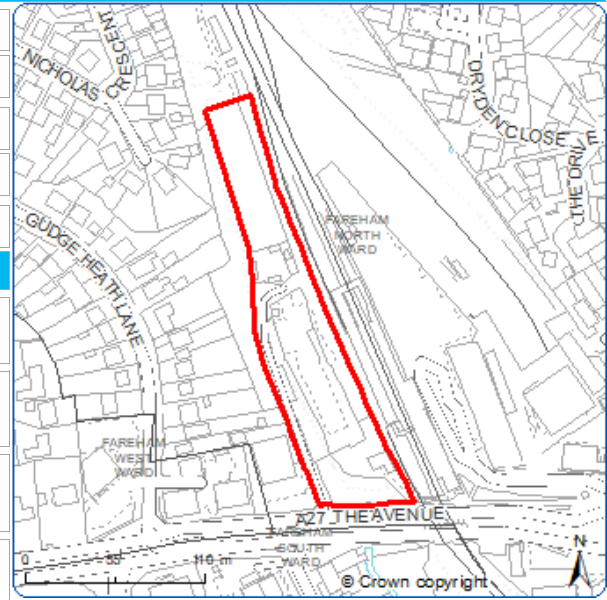 NICHOLAS
CRESCENT
DRYDEN CLOSE
THE DRIVE
GUDGE HEATH LANE
FAREHAM
NORTH
WARD
FAREHAM
WEST
WARD
A27 THE AVENUE
FAREHAM
SOUTH
WARD
0
55
110 m
N
© Crown copyright